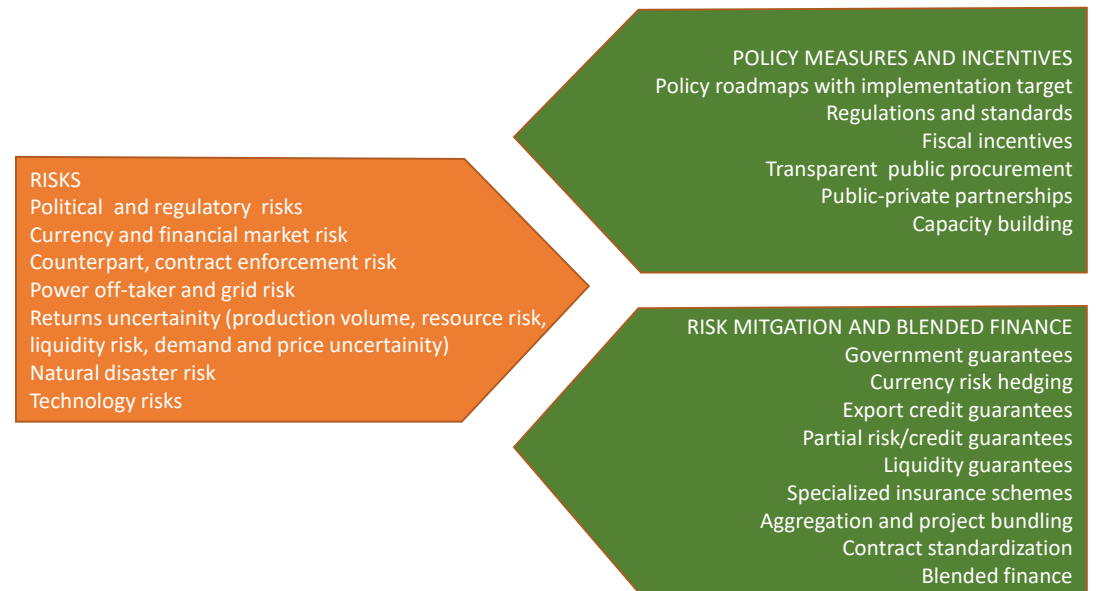 RISKS
Political and regulatory risks
Currency and financial market risk
Counterpart, contract enforcement risk
Power off-taker and grid risk
Returns uncertainity (production volume, resource risk,
liquidity risk, demand and price uncertainity)
Natural disaster risk
Technology risks
POLICY MEASURES AND INCENTIVES
Policy roadmaps with implementation target
Regulations and standards
Fiscal incentives
Transparent public procurement
Public-private partnerships
Capacity building
RISK MITGATION AND BLENDED FINANCE
Government guarantees
Currency risk hedging
Export credit guarantees
Partial risk/credit guarantees
Liquidity guarantees
Specialized insurance schemes
Aggregation and project bundling
Contract standardization
Blended finance